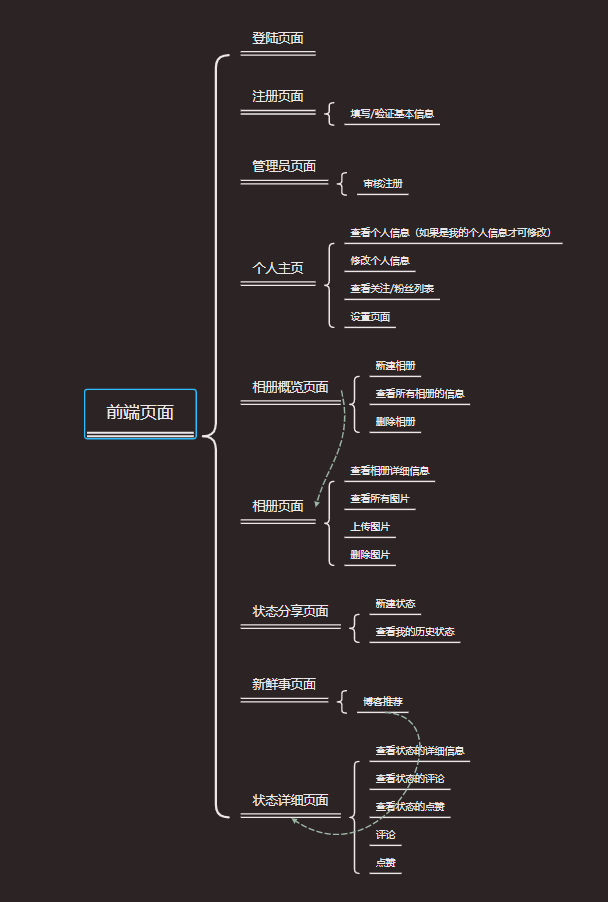 前端页面
登陆页面
注册页面
填写/验证基本信息
管理员页面
审核注册
个人主页
查看个人信息（如果是我的个人信息才可修改）
修改个人信息
查看关注/粉丝列表
设置页面
相册概览页面
新建相册
查看所有相册的信息
删除相册
相册页面
查看相册详细信息
查看所有图片
上传图片
删除图片
状态分享页面
新建状态
查看我的历史状态
新鲜事页面
博客推荐
状态详细页面
查看状态的详细信息
查看状态的评论
查看状态的点赞
评论
点赞